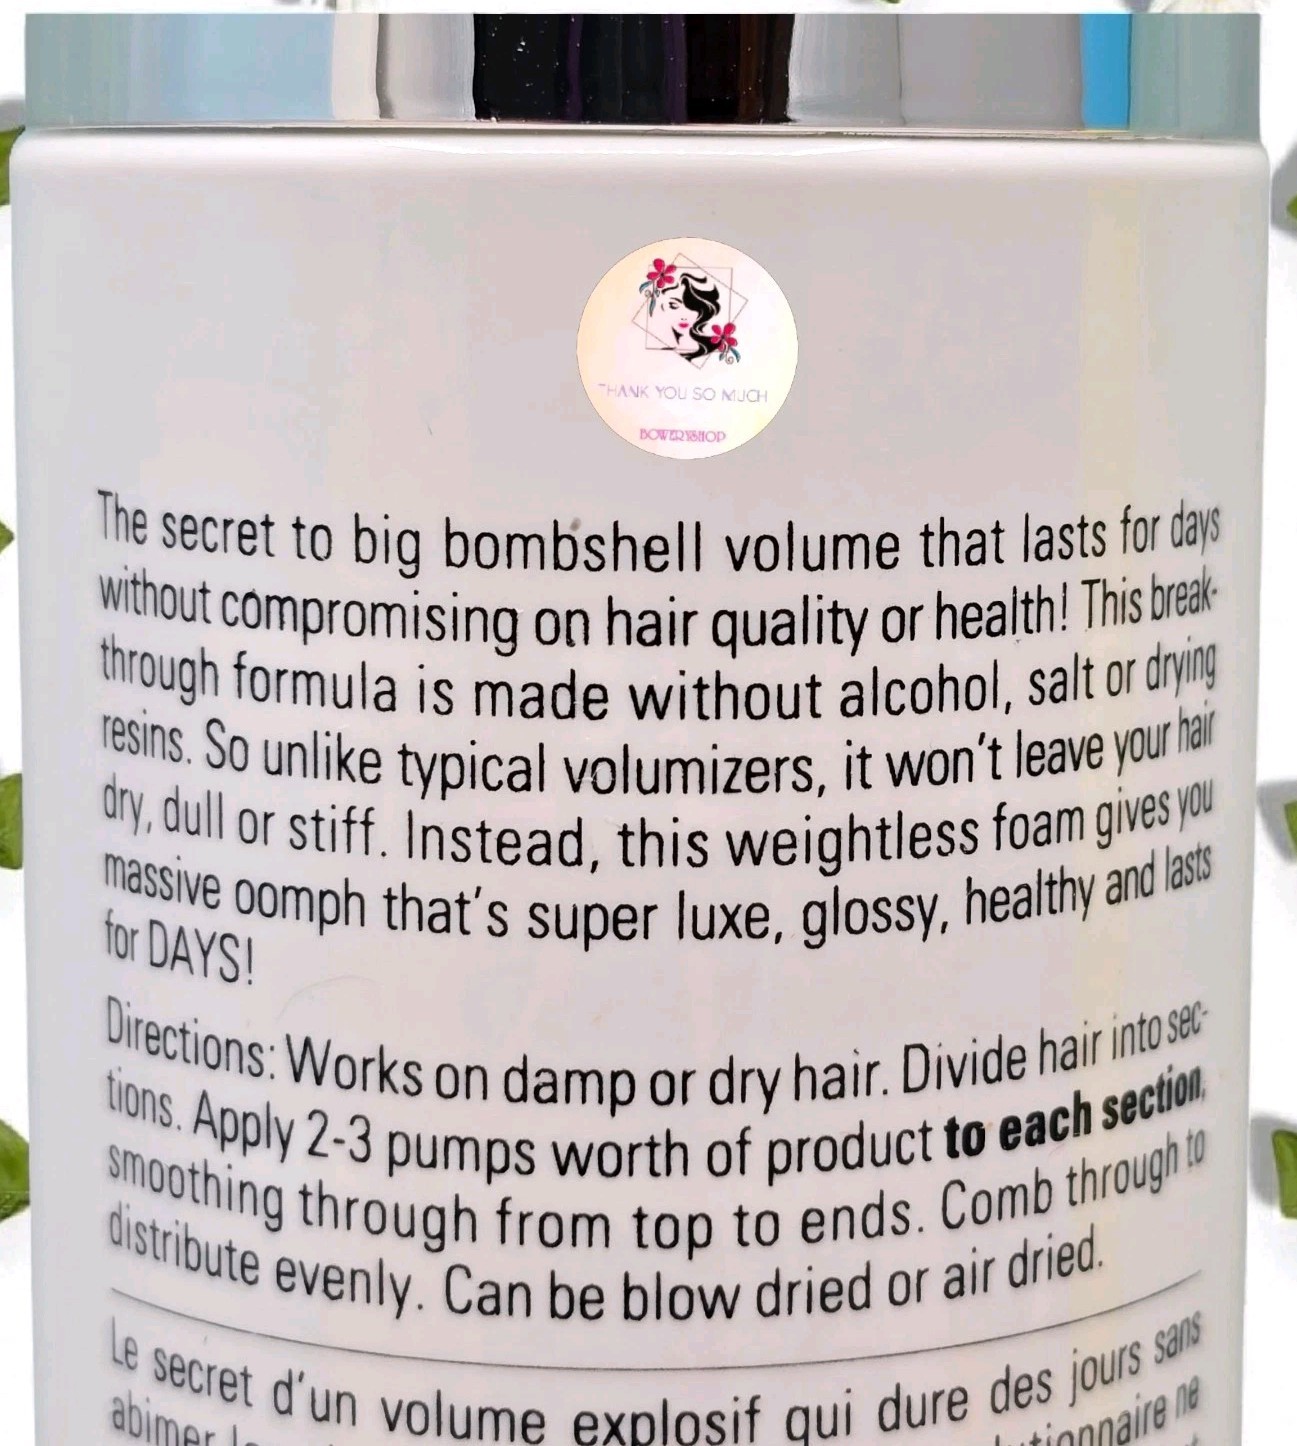 THANK YOU SO MUCH
BOWERYSHOP
The secret to big bombshell volume that lasts for days
without compromising on hair quality or health! This break-
through formula is made without alcohol, salt or drying
resins. So unlike typical volumizers, it won't leave your hair
dry, dull or stiff. Instead, this weightless foam gives you
massive oomph that's super luxe, glossy, healthy and lasts
for DAYS!
Directions: Works on damp or dry hair. Divide hair into sec-
tions. Apply 2-3 pumps worth of product to each section,
smoothing through from top to ends. Comb through to
distribute evenly. Can be blow dried or air dried.
Le secret d'un volume explosif qui dure des jours sans
abimer ne